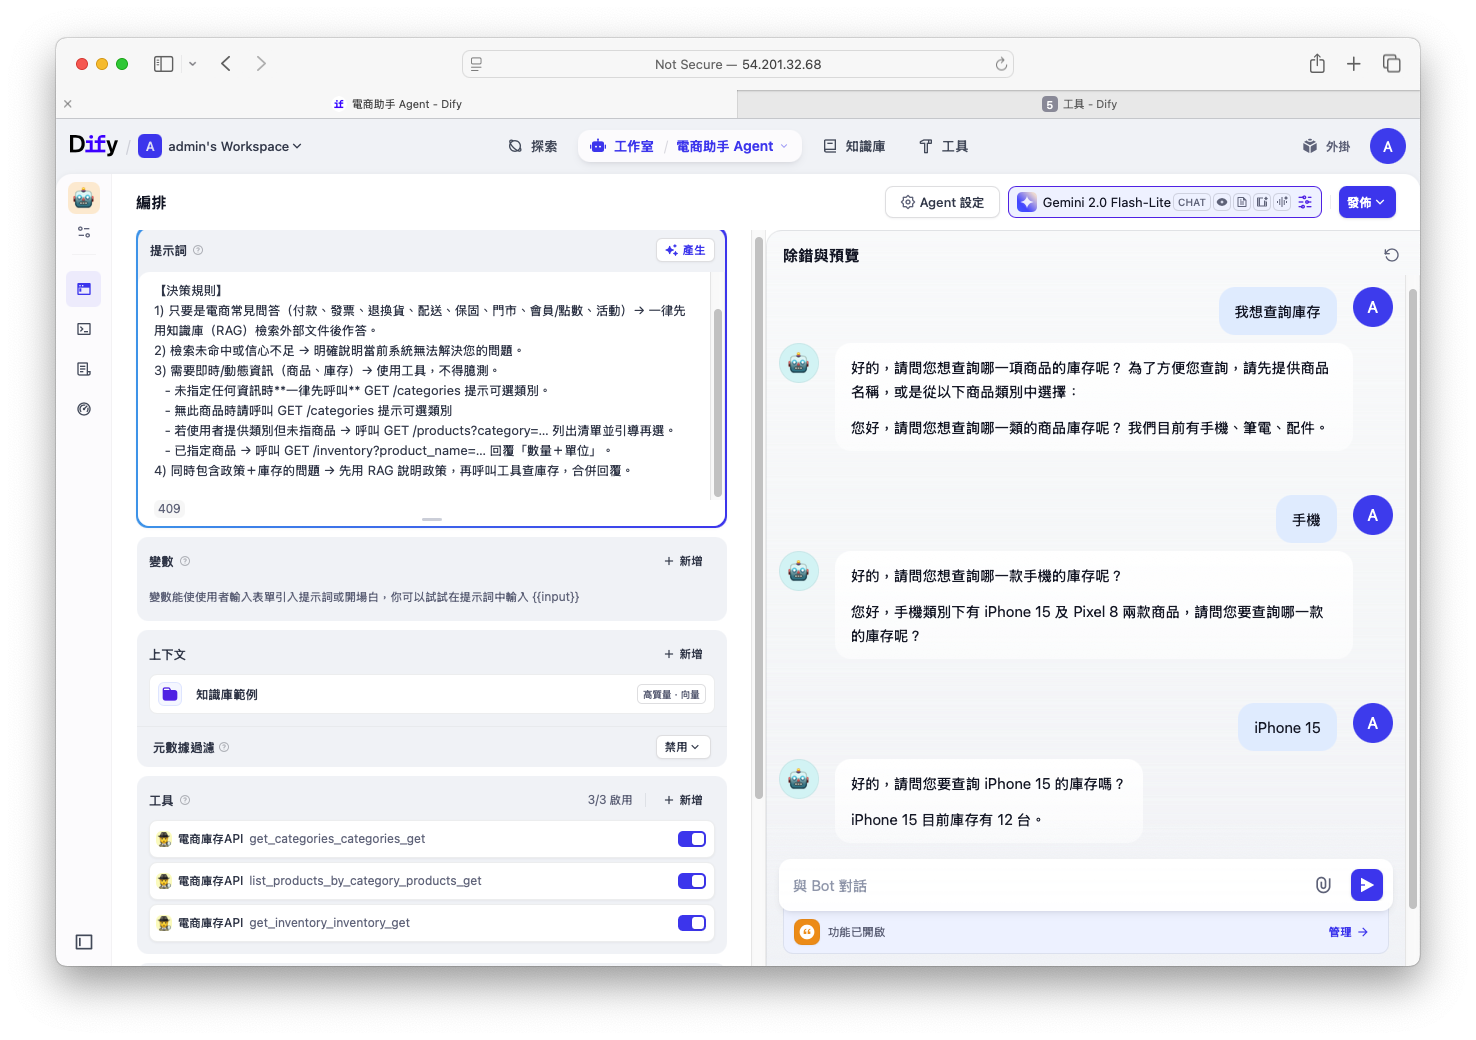 Not Secure — 54.201.32.68
電商助手 Agent - Dify
5 工具 - Dify
Dify / A admin's Workspace
探索
工作室 / 電商助手 Agent
知識庫
工具
外掛
A
編排
Agent 設定
Gemini 2.0 Flash-Lite CHAT
發佈
提示詞
產生
【決策規則】
1) 只要是電商常見問答（付款、發票、退換貨、配送、保固、門市、會員/點數、活動）→ 一律先
用知識庫（RAG）檢索外部文件後作答。
2) 檢索未命中或信心不足 → 明確說明當前系統無法解決您的問題。
3) 需要即時/動態資訊（商品、庫存）→ 使用工具，不得臆測。
- 未指定任何資訊時**一律先呼叫** GET /categories 提示可選類別。
- 無此商品時請呼叫 GET /categories 提示可選類別
- 若使用者提供類別但未指商品 → 呼叫 GET /products?category=… 列出清單並引導再選。
- 已指定商品 → 呼叫 GET /inventory?product_name=… 回覆「數量＋單位」。
4) 同時包含政策＋庫存的問題 → 先用 RAG 說明政策，再呼叫工具查庫存，合併回覆。
409
變數
+ 新增
變數能使使用者輸入表單引入提示詞或開場白，你可以試試在提示詞中輸入 {{input}}
上下文
+ 新增
知識庫範例
高質量 · 向量
元數據過濾
禁用
工具
3/3 啟用
+ 新增
電商庫存API get_categories_categories_get
電商庫存API list_products_by_category_products_get
電商庫存API get_inventory_inventory_get
除錯與預覽
我想查詢庫存
A
好的，請問您想查詢哪一項商品的庫存呢？ 為了方便您查詢，請先提供商品
名稱，或是從以下商品類別中選擇：
您好，請問您想查詢哪一類的商品庫存呢？ 我們目前有手機、筆電、配件。
手機
A
好的，請問您想查詢哪一款手機的庫存呢？
您好，手機類別下有 iPhone 15 及 Pixel 8 兩款商品，請問您要查詢哪一款
的庫存呢？
iPhone 15
A
好的，請問您要查詢 iPhone 15 的庫存嗎？
iPhone 15 目前庫存有 12 台。
與 Bot 對話
功能已開啟
管理 →